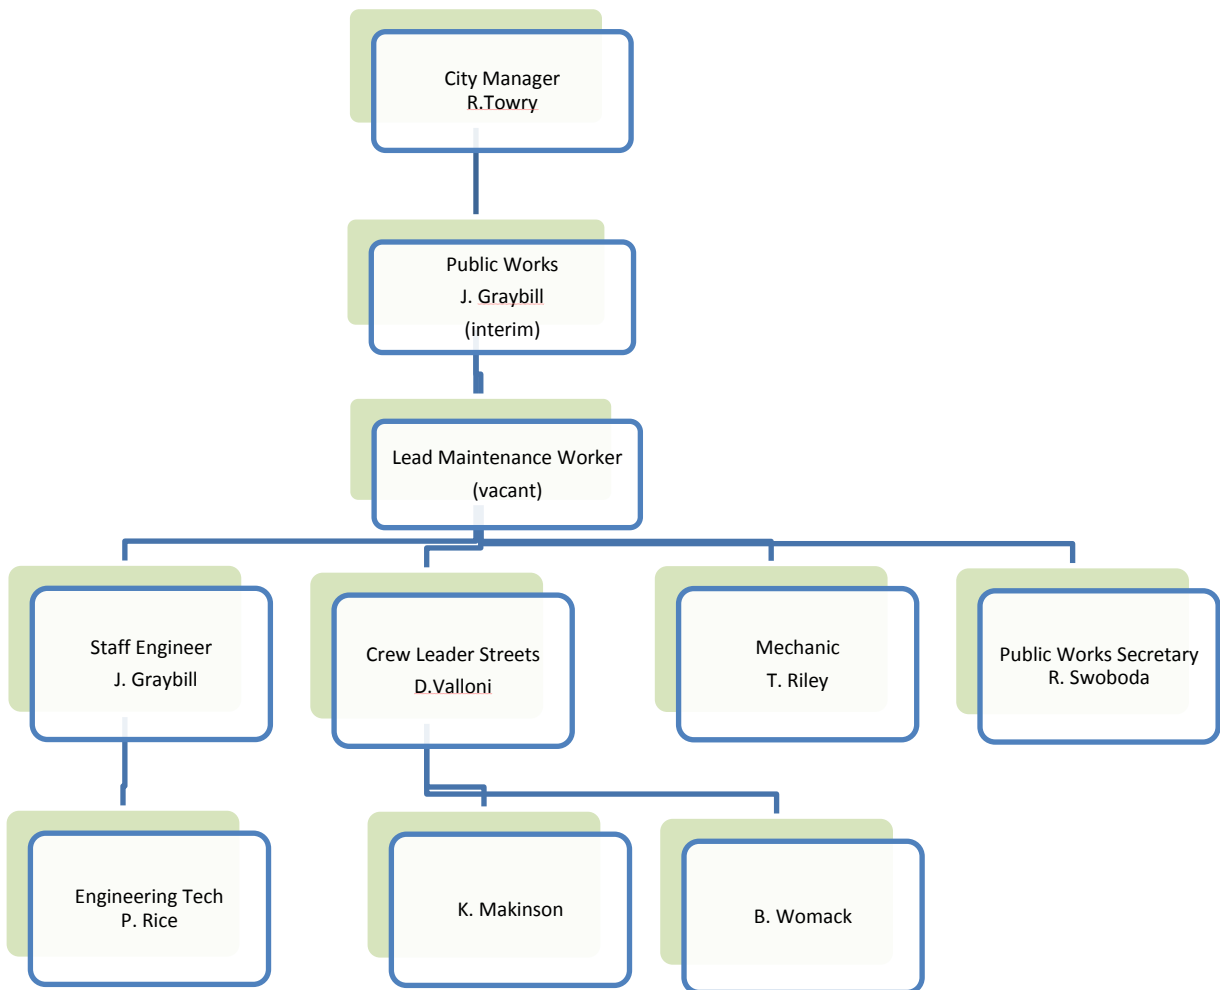 City Manager
R.Towry
Public Works
J. Graybill
(interim)
Lead Maintenance Worker
(vacant)
Staff Engineer
J. Graybill
Crew Leader Streets
D.Valloni
Mechanic
T. Riley
Public Works Secretary
R. Swoboda
Engineering Tech
P. Rice
K. Makinson
B. Womack